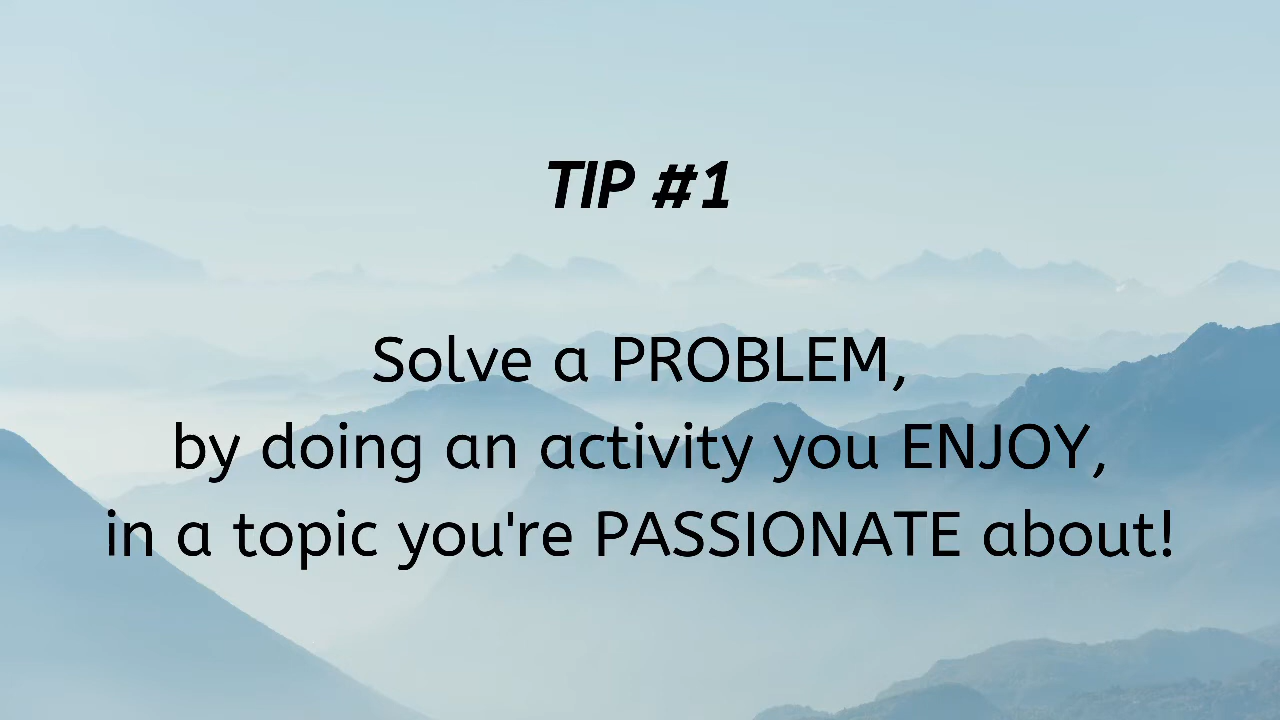 TIP #1
Solve a PROBLEM,
by doing an activity you ENJOY,
in a topic you're PASSIONATE about!